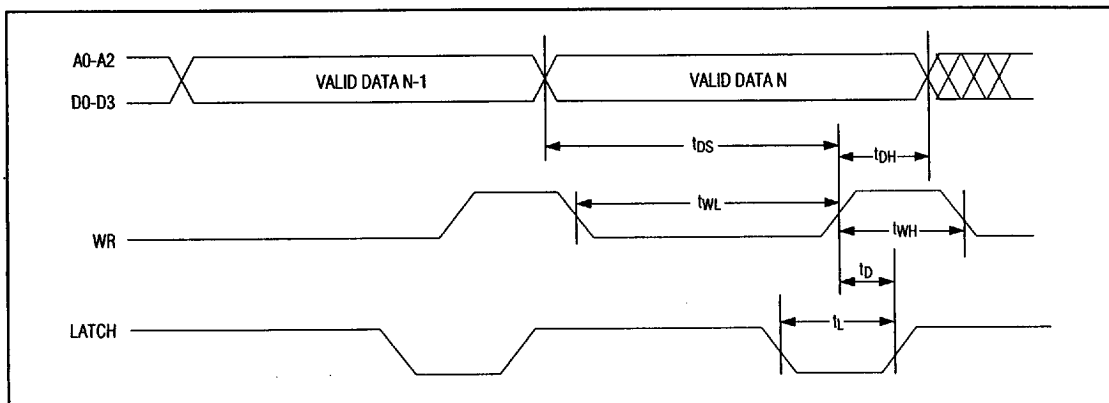 A0-A2
D0-D3
VALID DATA N-1
VALID DATA N
tDS
tDH
WR
tWL
tWH
tD
LATCH
tL